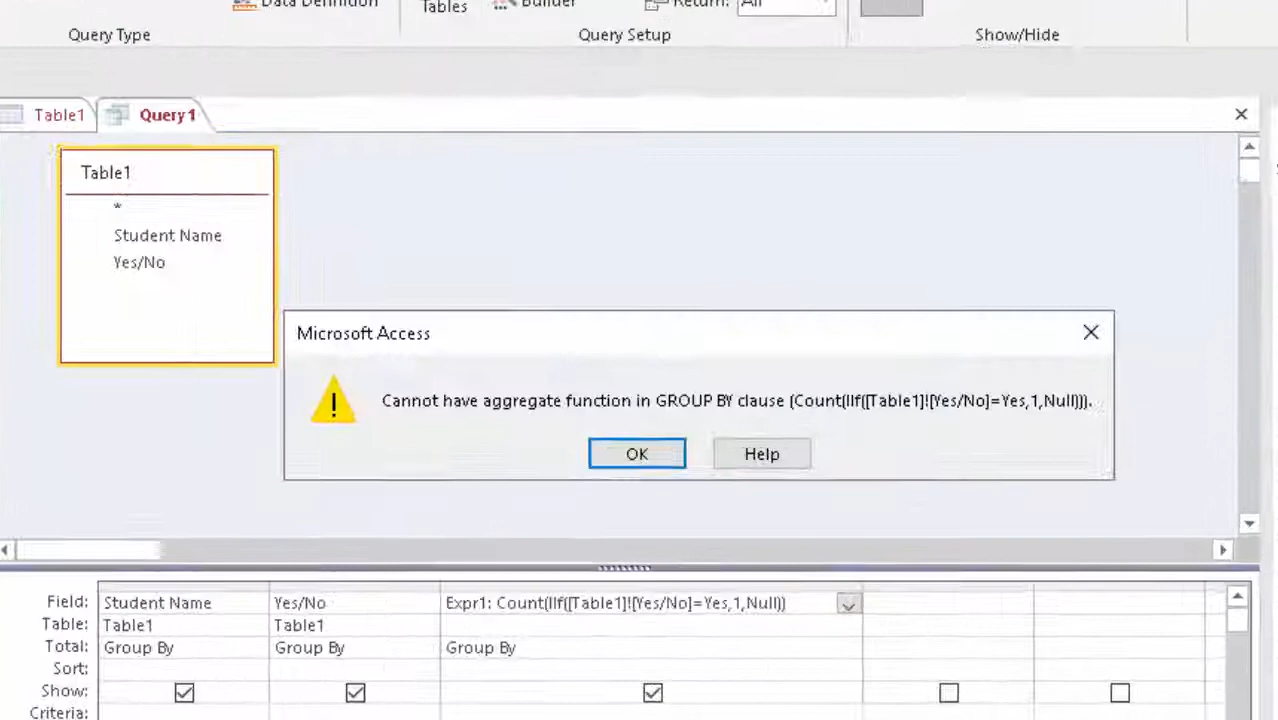 Data Definition Tables Builder Return: All
Query Type Query Setup Show/Hide
Table1 Query1
Table1
*
Student Name
Yes/No
Microsoft Access
Cannot have aggregate function in GROUP BY clause (Count(IIf([Table1]![Yes/No]=Yes,1,Null))).
OK Help
Field: Student Name Yes/No Expr1: Count(IIf([Table1]![Yes/No]=Yes,1,Null))
Table: Table1 Table1
Total: Group By Group By Group By
Sort:
Show:
Criteria: